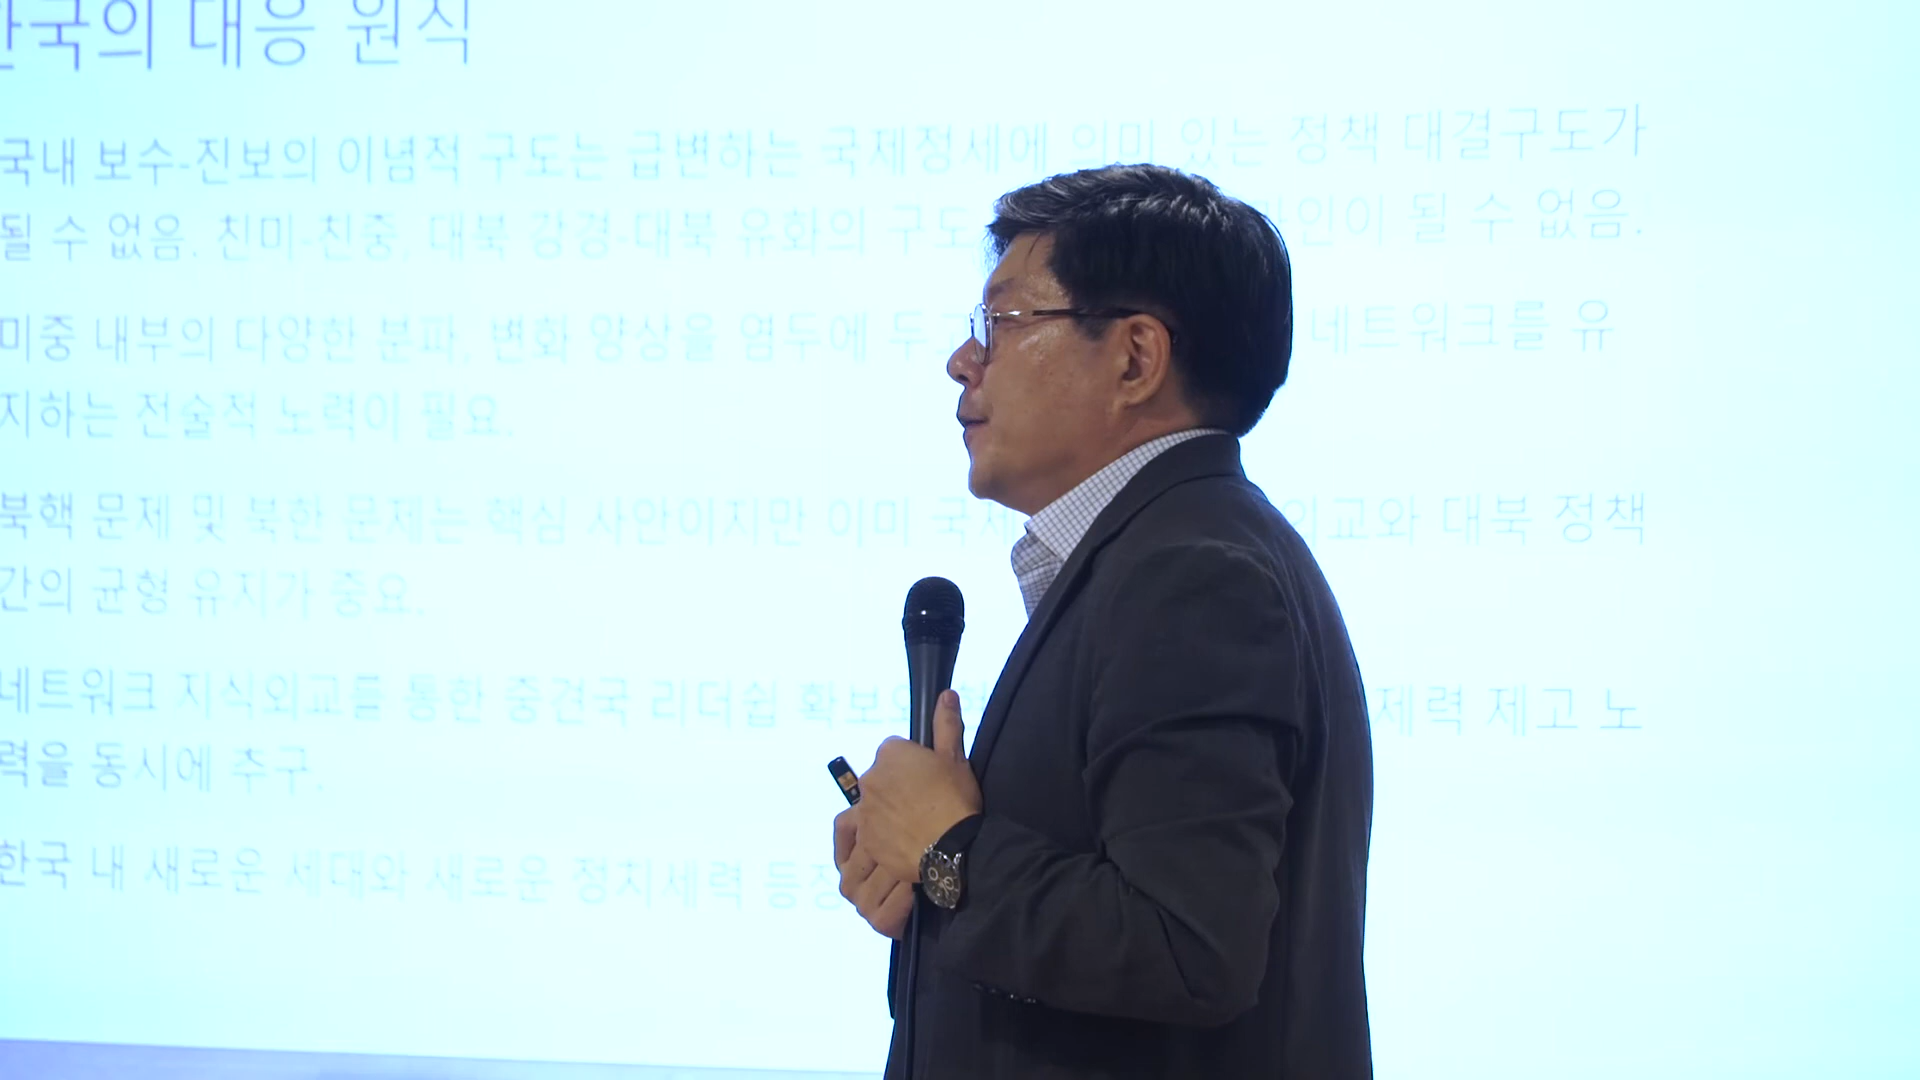 한국의 대응 원칙
국내 보수-진보의 이념적 구도는 급변하는 국제정세에 의미 있는 정책 대결구도가
될 수 없음. 친미-친중, 대북 강경-대북 유화의 구도 될 수 없음.
미중 내부의 다양한 분파, 변화 양상을 염두에 두고 네트워크를 유
지하는 전술적 노력이 필요.
북핵 문제 및 북한 문제는 핵심 사안이지만 이미 국제 외교와 대북 정책
간의 균형 유지가 중요.
네트워크 지식외교를 통한 중견국 리더쉽 확보와 제력 제고 노
력을 동시에 추구.
한국 내 새로운 세대와 새로운 정치세력 등장